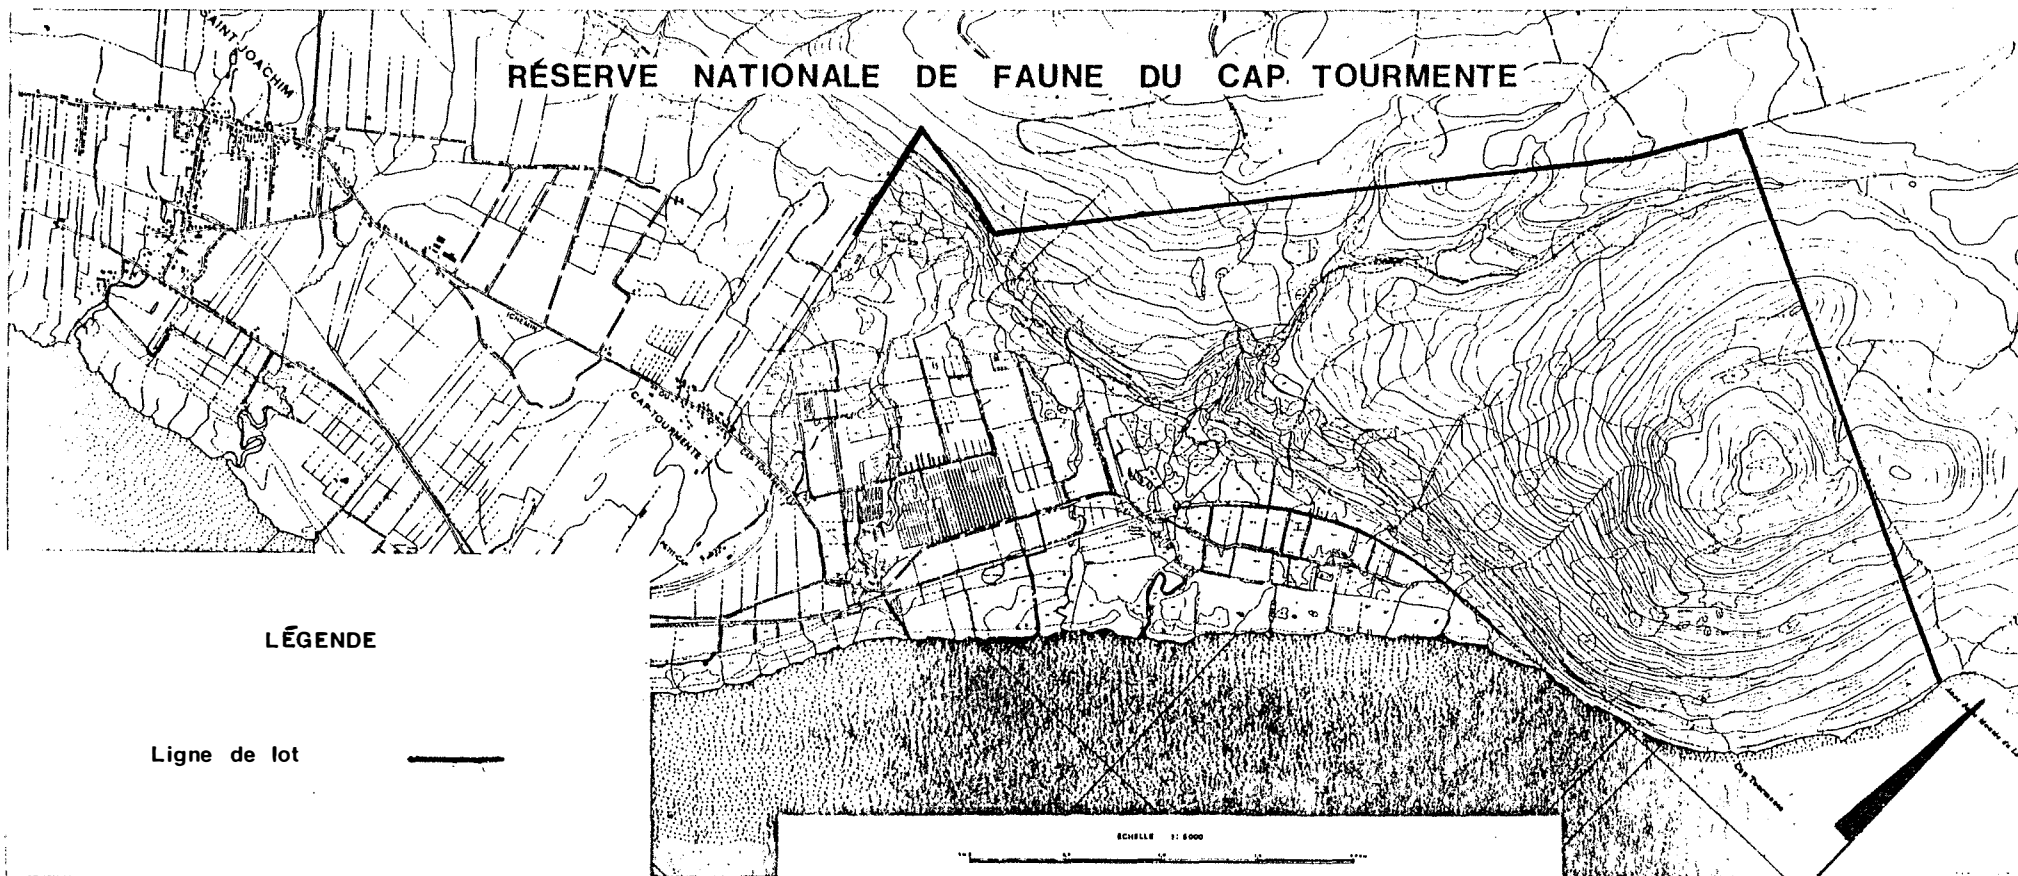 RÉSERVE NATIONALE DE FAUNE DU CAP TOURMENTE
SAINT-JOACHIM
CAP-TOURMENTE
LÉGENDE
Ligne de lot
Cap Tourmente
ÉCHELLE 1: 5000